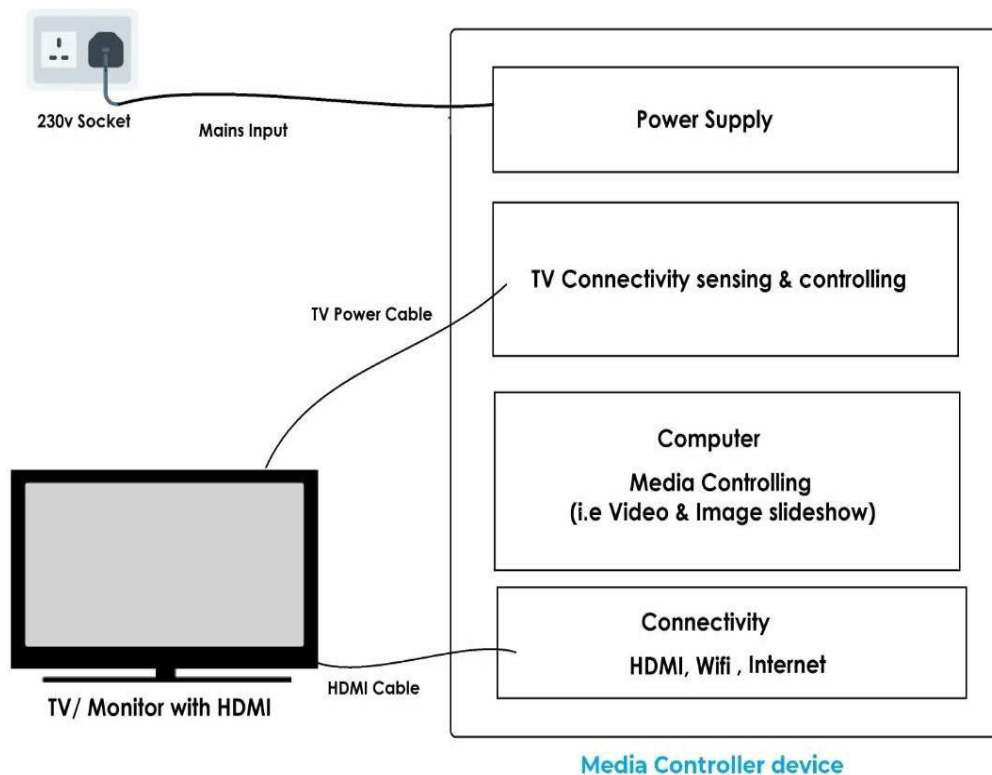 230v Socket
Mains Input
Power Supply
TV Connectivity sensing & controlling
TV Power Cable
Computer
Media Controlling
(i.e Video & Image slideshow)
Connectivity
HDMI, Wifi , Internet
HDMI Cable
TV/ Monitor with HDMI
Media Controller device